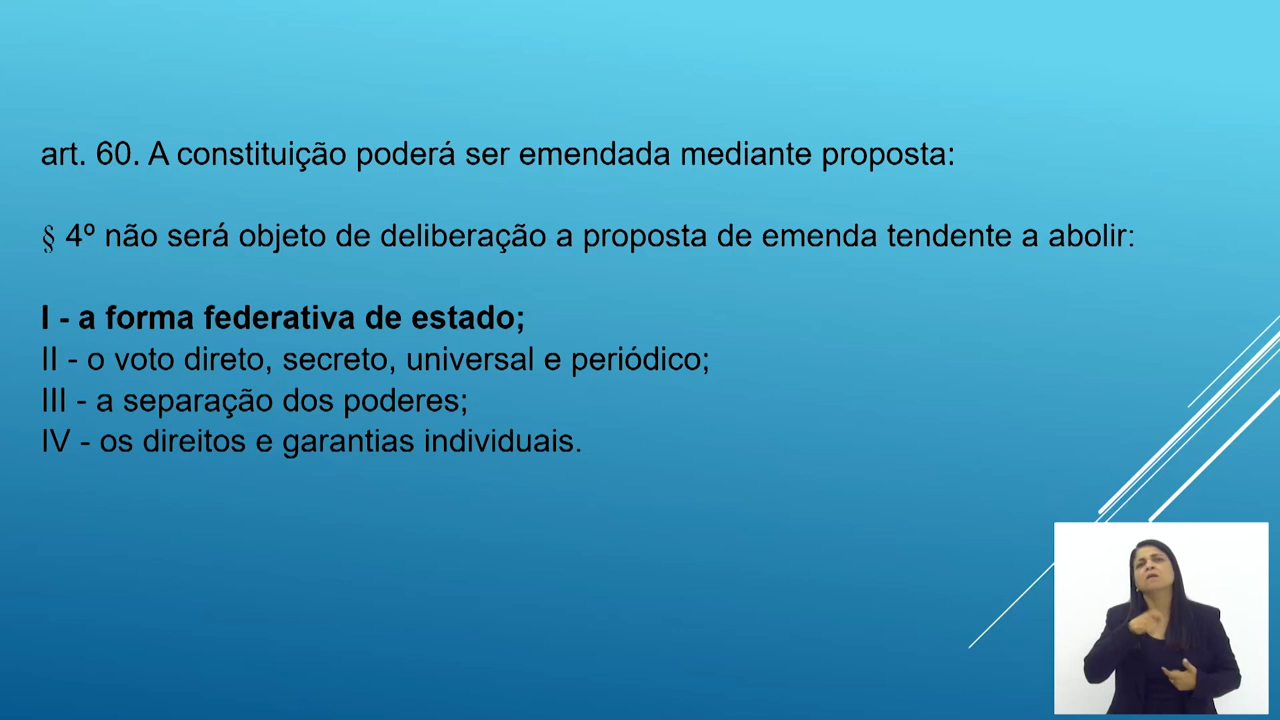 art. 60. A constituição poderá ser emendada mediante proposta:
§ 4º não será objeto de deliberação a proposta de emenda tendente a abolir:
I - a forma federativa de estado;
II - o voto direto, secreto, universal e periódico;
III - a separação dos poderes;
IV - os direitos e garantias individuais.